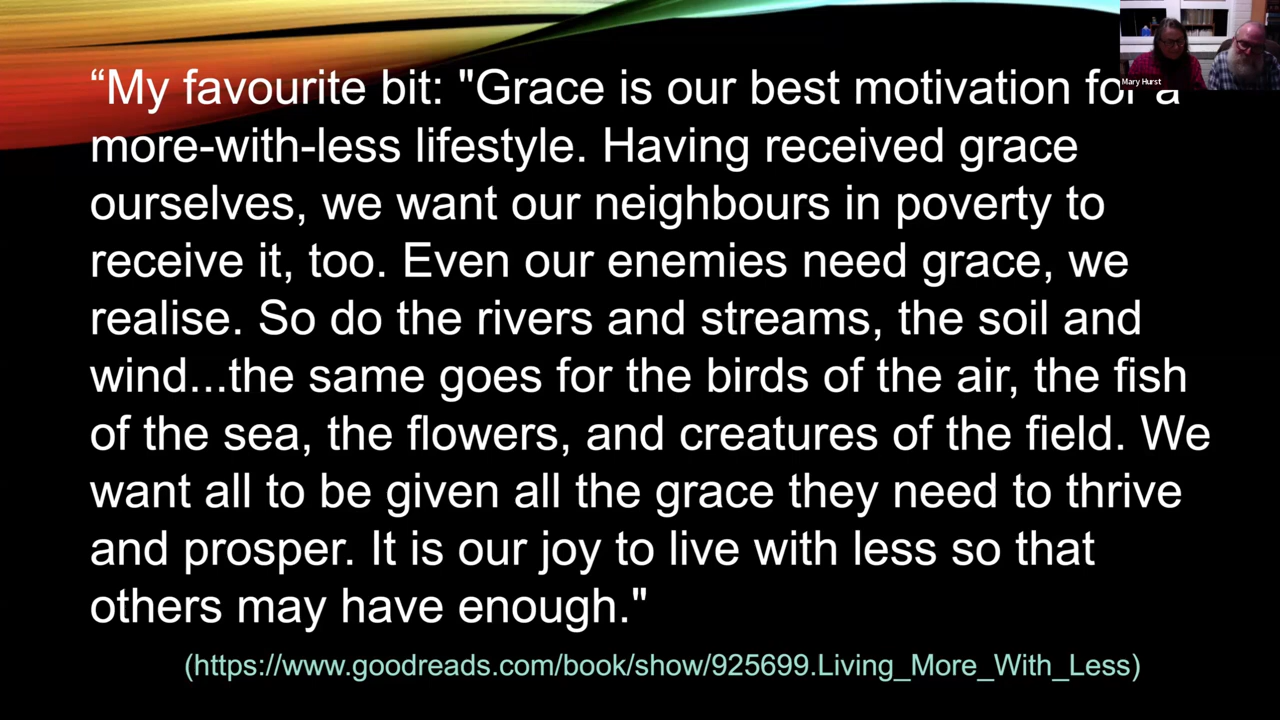 “My favourite bit: "Grace is our best motivation for a
Mary Hurst
more-with-less lifestyle. Having received grace
ourselves, we want our neighbours in poverty to
receive it, too. Even our enemies need grace, we
realise. So do the rivers and streams, the soil and
wind...the same goes for the birds of the air, the fish
of the sea, the flowers, and creatures of the field. We
want all to be given all the grace they need to thrive
and prosper. It is our joy to live with less so that
others may have enough."
(https://www.goodreads.com/book/show/925699.Living_More_With_Less)